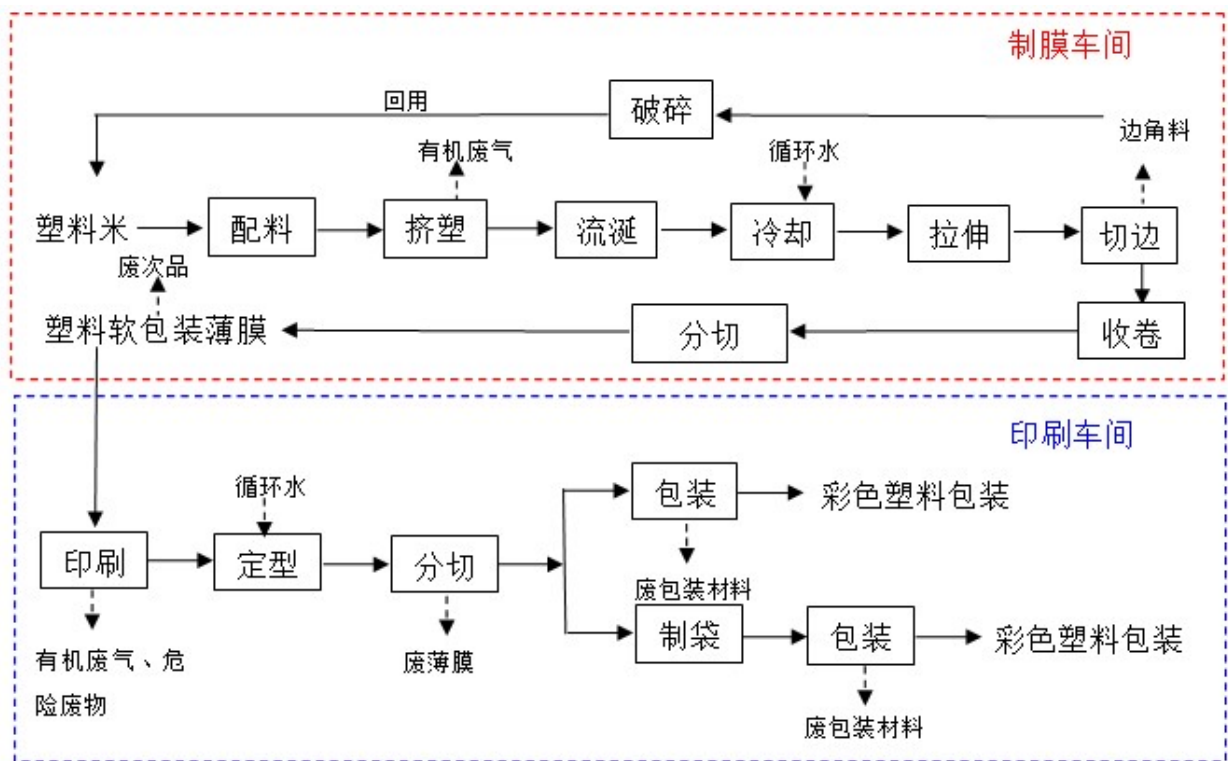 制膜车间
回用
破碎
边角料
有机废气
循环水
塑料米
配料
挤塑
流涎
冷却
拉伸
切边
废次品
塑料软包装薄膜
分切
收卷
印刷车间
循环水
包装
彩色塑料包装
印刷
定型
分切
废包装材料
制袋
包装
彩色塑料包装
有机废气、危
险废物
废薄膜
废包装材料